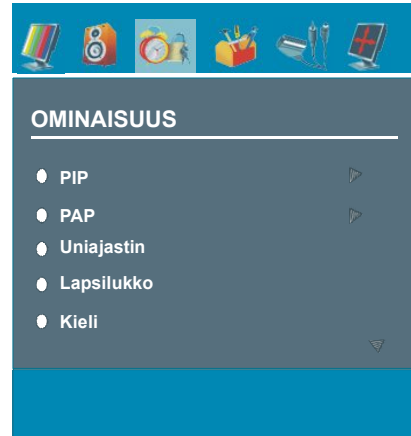 OMINAISUUS
PIP
PAP
Uniajastin
Lapsilukko
Kieli